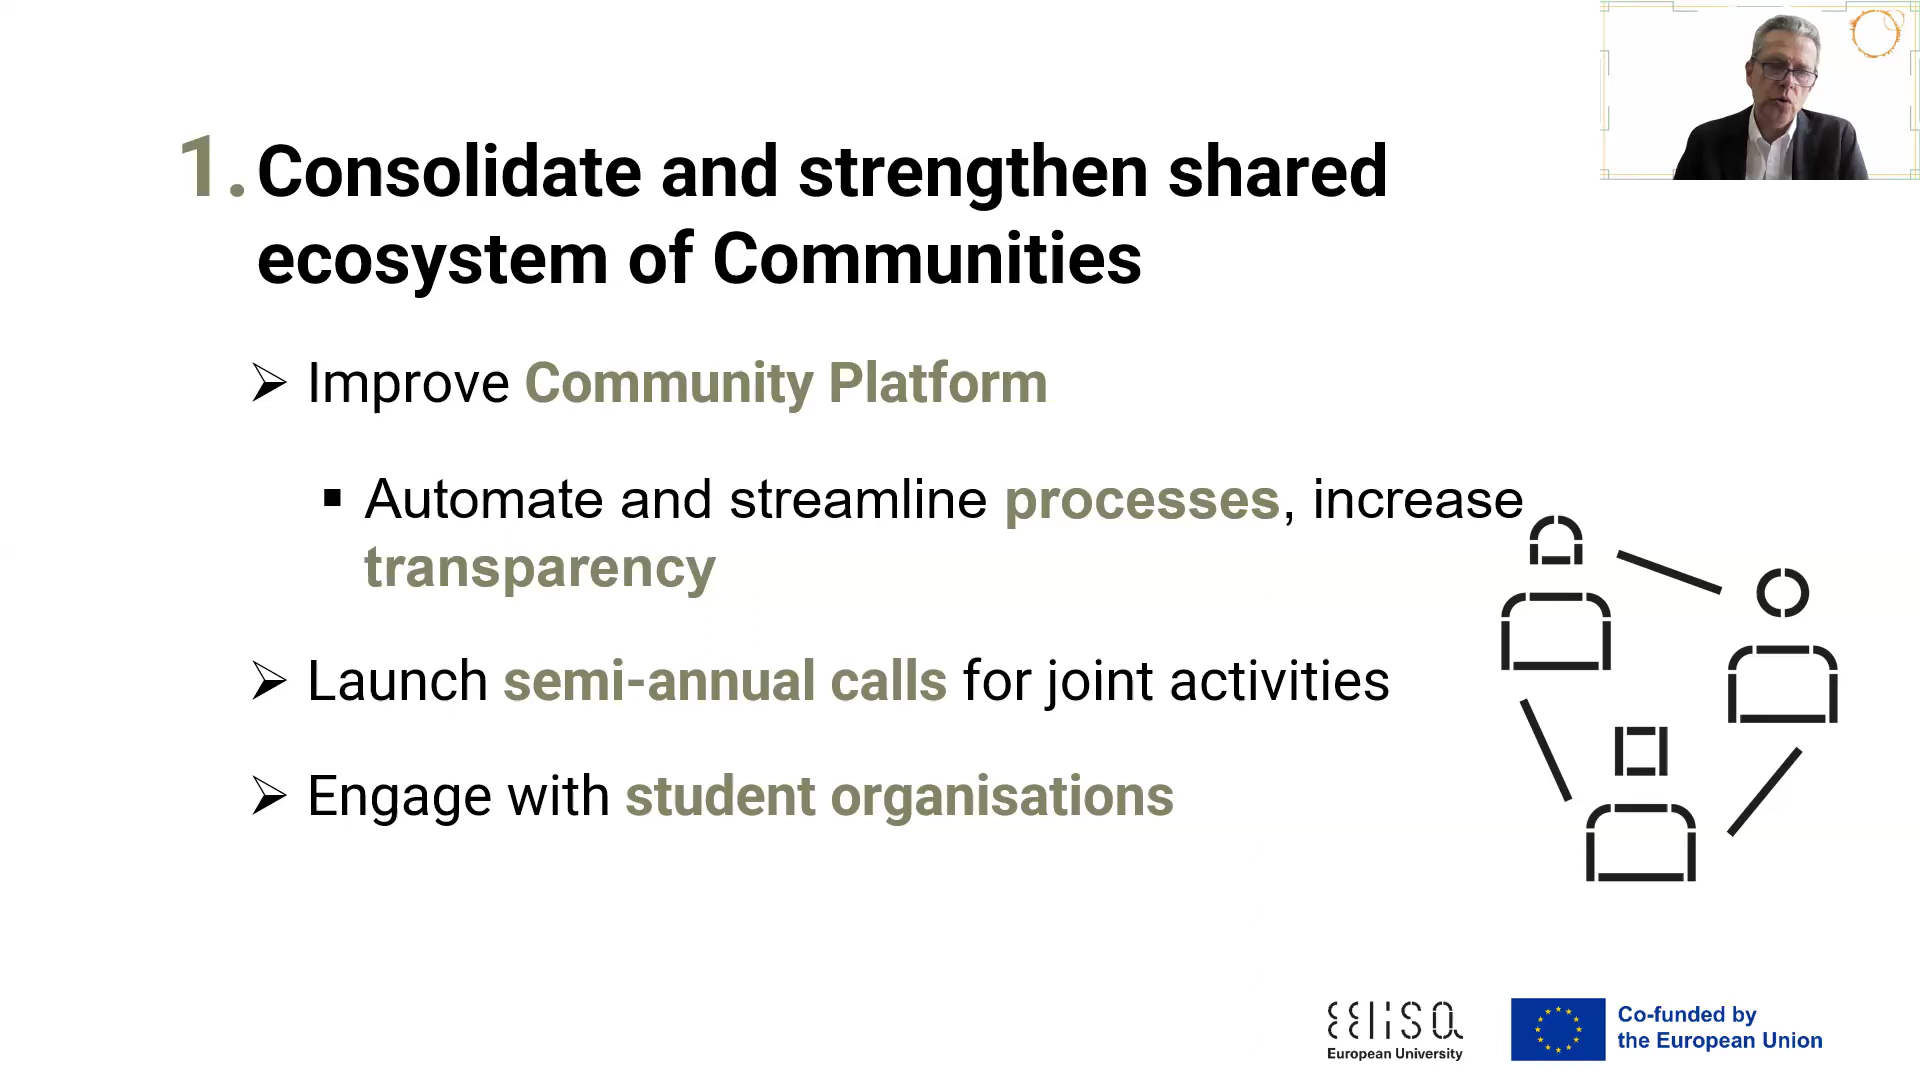 1. Consolidate and strengthen shared
ecosystem of Communities
➢ Improve Community Platform
▪ Automate and streamline processes, increase
transparency
➢ Launch semi-annual calls for joint activities
➢ Engage with student organisations
EELISA
European University
Co-funded by
the European Union